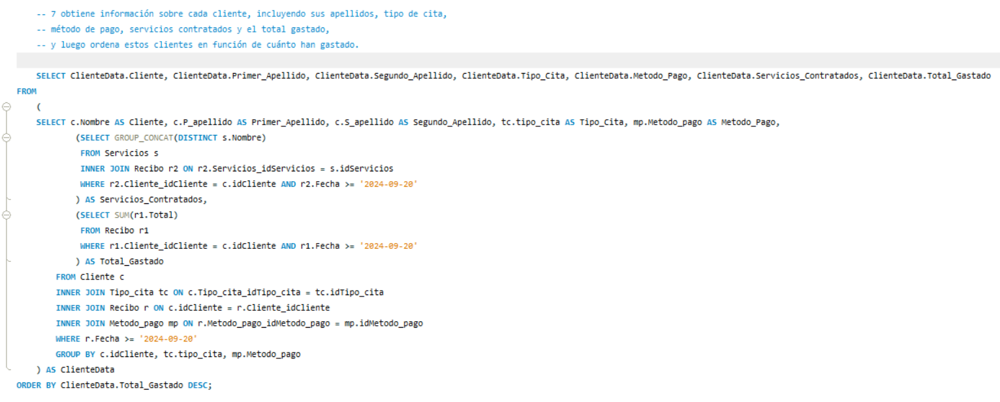 -- 7 obtiene información sobre cada cliente, incluyendo sus apellidos, tipo de cita,
-- método de pago, servicios contratados y el total gastado,
-- y luego ordena estos clientes en función de cuánto han gastado.
SELECT ClienteData.Cliente, ClienteData.Primer_Apellido, ClienteData.Segundo_Apellido, ClienteData.Tipo_Cita, ClienteData.Metodo_Pago, ClienteData.Servicios_Contratados, ClienteData.Total_Gastado
FROM
(
SELECT c.Nombre AS Cliente, c.P_apellido AS Primer_Apellido, c.S_apellido AS Segundo_Apellido, tc.tipo_cita AS Tipo_Cita, mp.Metodo_pago AS Metodo_Pago,
(SELECT GROUP_CONCAT(DISTINCT s.Nombre)
FROM Servicios s
INNER JOIN Recibo r2 ON r2.Servicios_idServicios = s.idServicios
WHERE r2.Cliente_idCliente = c.idCliente AND r2.Fecha >= '2024-09-20'
) AS Servicios_Contratados,
(SELECT SUM(r1.Total)
FROM Recibo r1
WHERE r1.Cliente_idCliente = c.idCliente AND r1.Fecha >= '2024-09-20'
) AS Total_Gastado
FROM Cliente c
INNER JOIN Tipo_cita tc ON c.Tipo_cita_idTipo_cita = tc.idTipo_cita
INNER JOIN Recibo r ON c.idCliente = r.Cliente_idCliente
INNER JOIN Metodo_pago mp ON r.Metodo_pago_idMetodo_pago = mp.idMetodo_pago
WHERE r.Fecha >= '2024-09-20'
GROUP BY c.idCliente, tc.tipo_cita, mp.Metodo_pago
) AS ClienteData
ORDER BY ClienteData.Total_Gastado DESC;